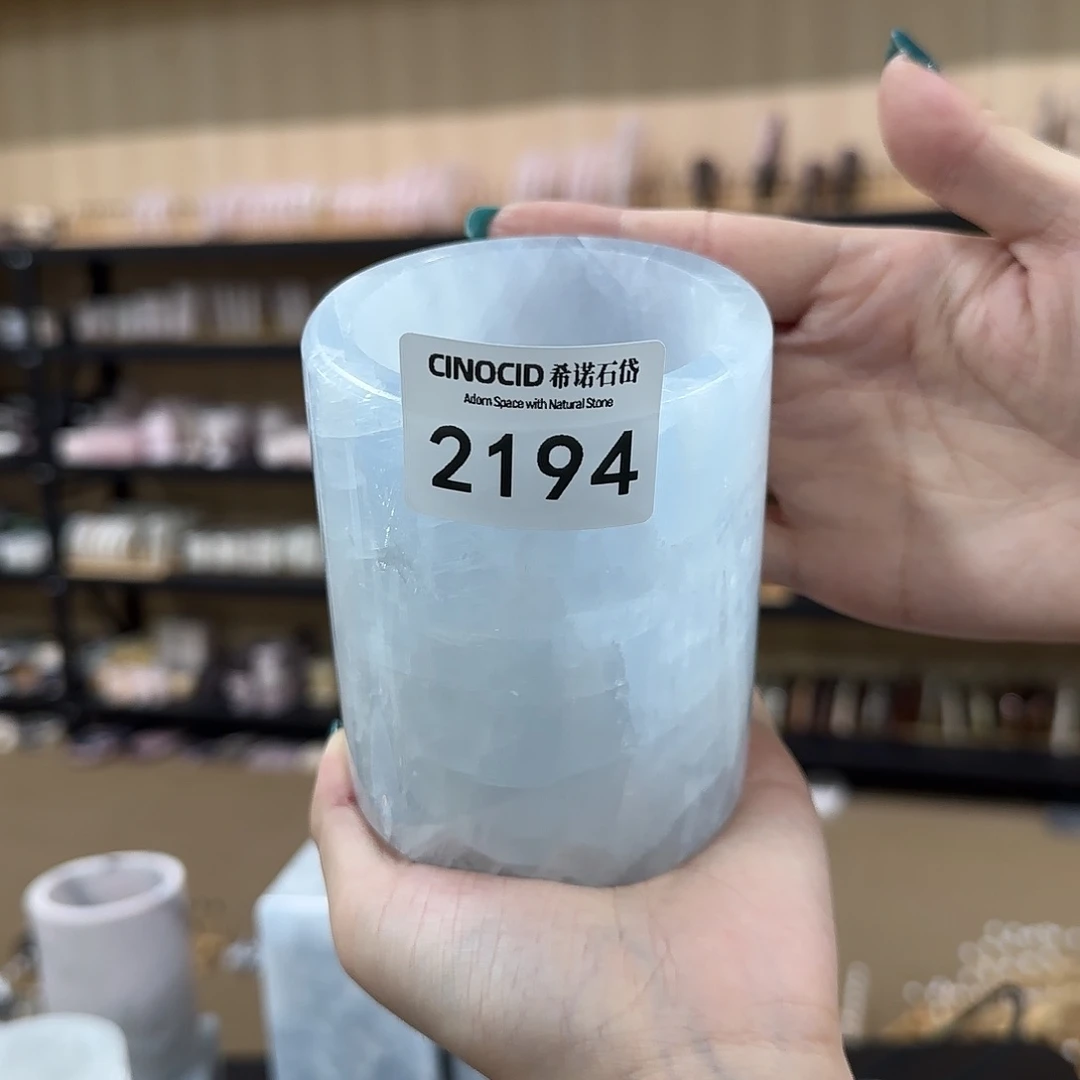 CINOCID 希诺石岱
Adorn Space with Natural Stone
2194